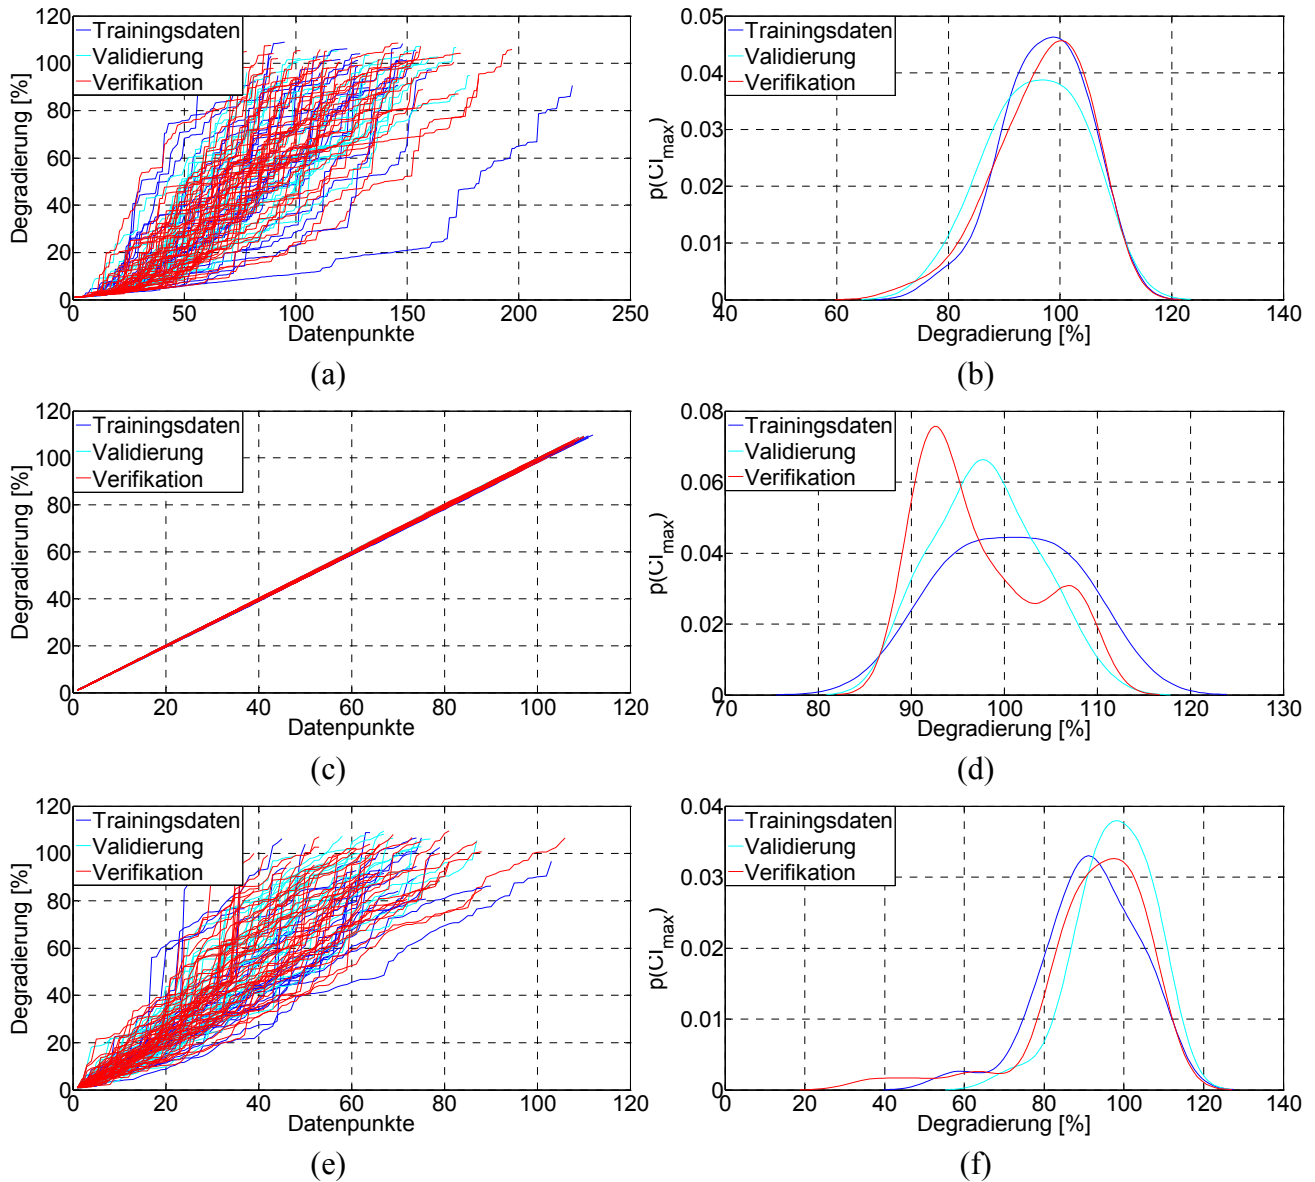 120
100
80
60
40
20
0
Degradierung [%]
Trainingsdaten
Validierung
Verifikation
0 50 100 150 200 250
Datenpunkte
(a)
0.05
0.04
0.03
0.02
0.01
0
p(CI_max)
Trainingsdaten
Validierung
Verifikation
40 60 80 100 120 140
Degradierung [%]
(b)
120
100
80
60
40
20
0
Degradierung [%]
Trainingsdaten
Validierung
Verifikation
0 20 40 60 80 100 120
Datenpunkte
(c)
0.08
0.06
0.04
0.02
0
p(CI_max)
Trainingsdaten
Validierung
Verifikation
70 80 90 100 110 120 130
Degradierung [%]
(d)
120
100
80
60
40
20
0
Degradierung [%]
Trainingsdaten
Validierung
Verifikation
0 20 40 60 80 100 120
Datenpunkte
(e)
0.04
0.03
0.02
0.01
0
p(CI_max)
Trainingsdaten
Validierung
Verifikation
0 20 40 60 80 100 120 140
Degradierung [%]
(f)